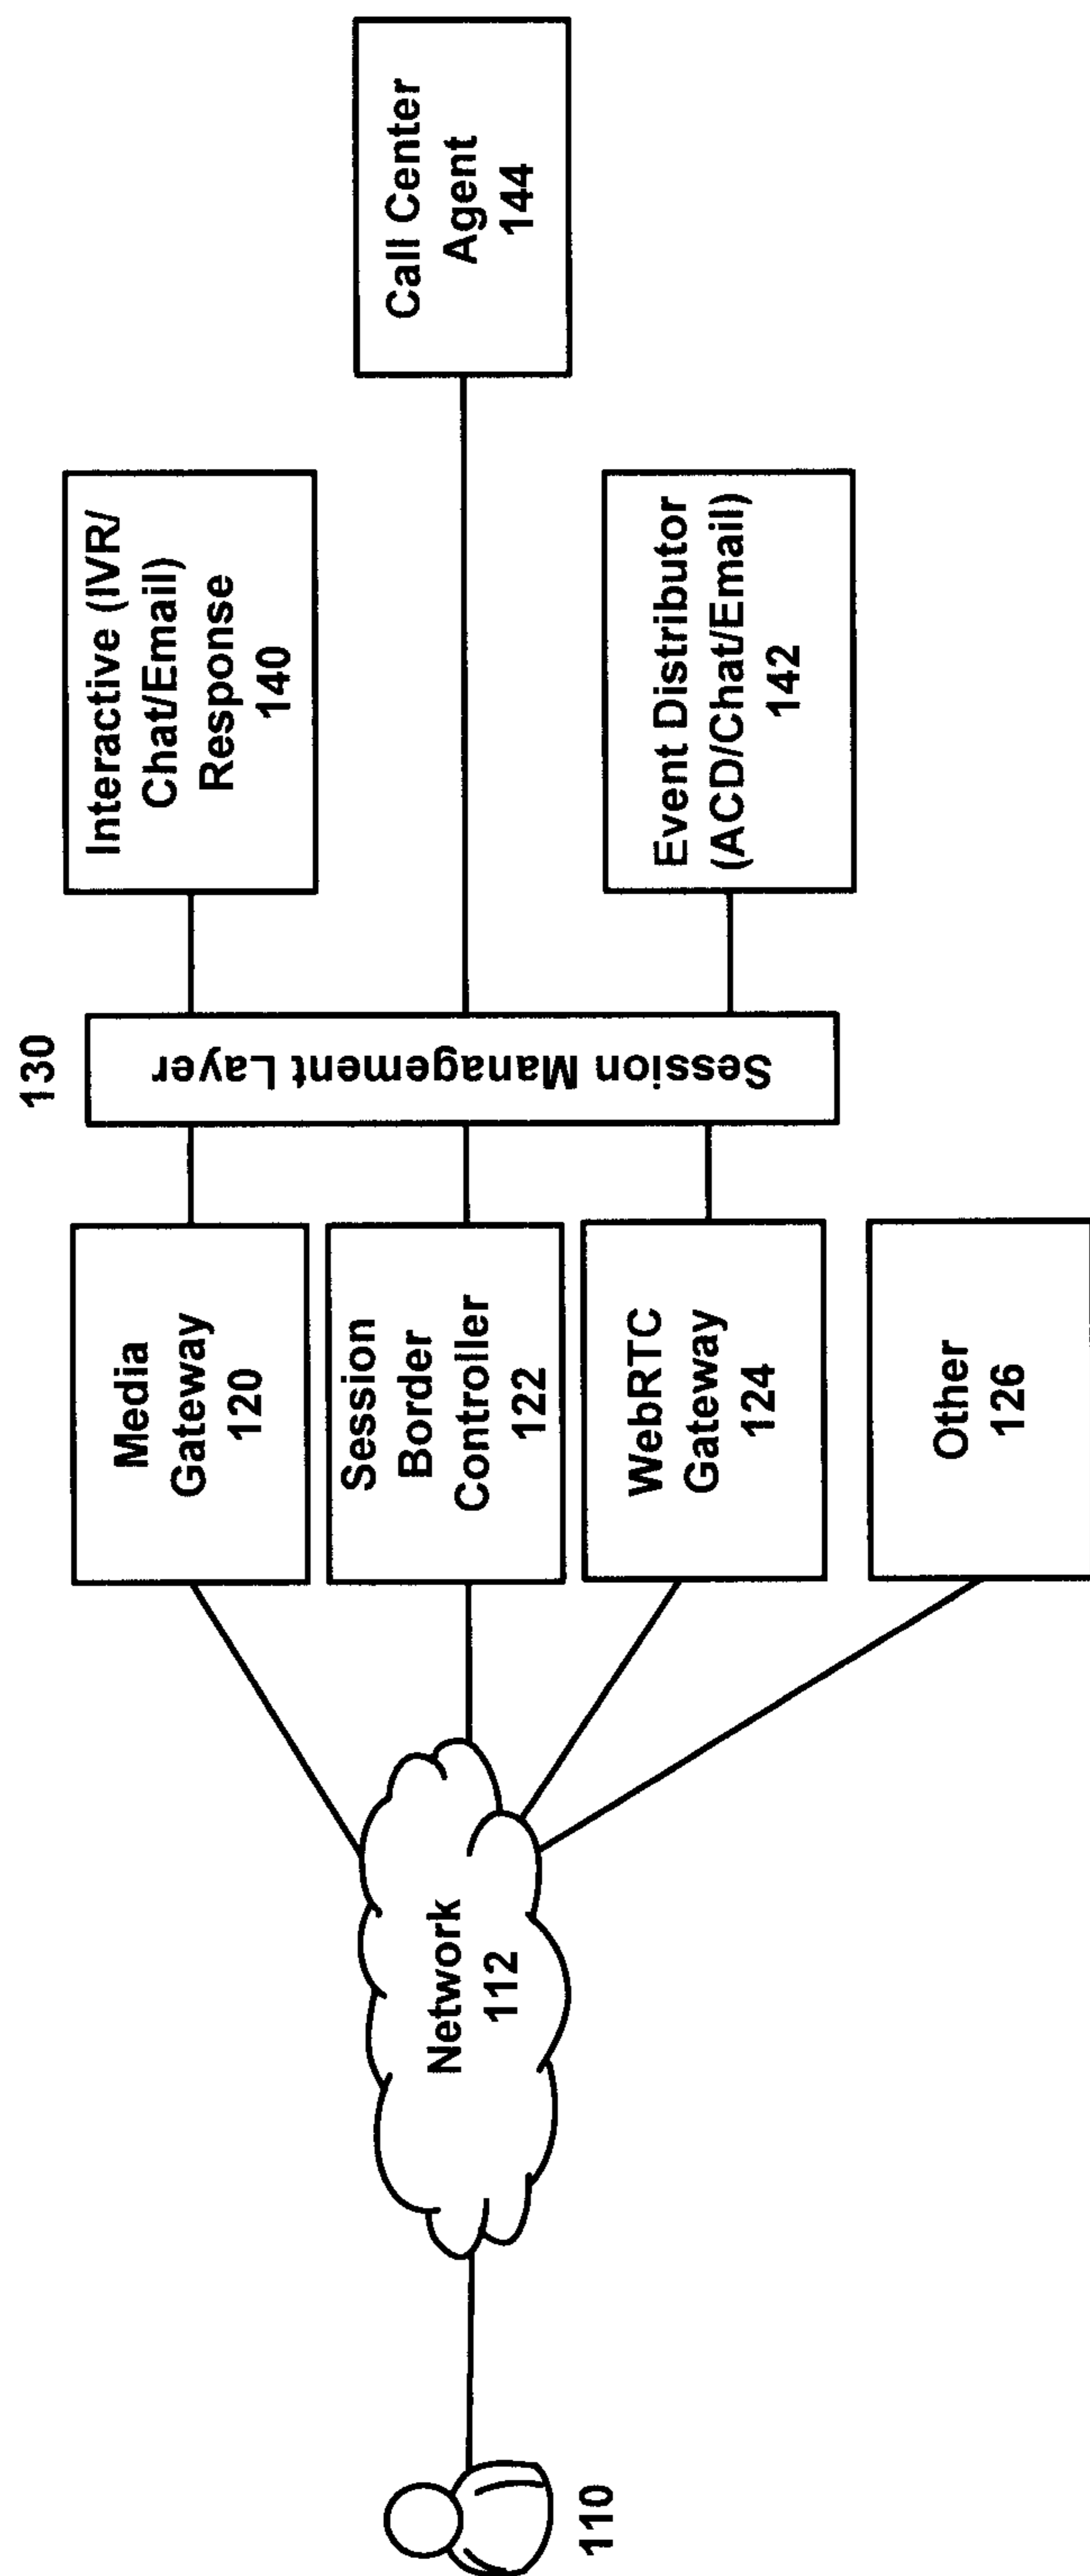 110
Network
112
Media
Gateway
120
Session
Border
Controller
122
WebRTC
Gateway
124
Other
126
130
Session Management Layer
Interactive (IVR/
Chat/Email)
Response
140
Event Distributor
(ACD/Chat/Email)
142
Call Center
Agent
144